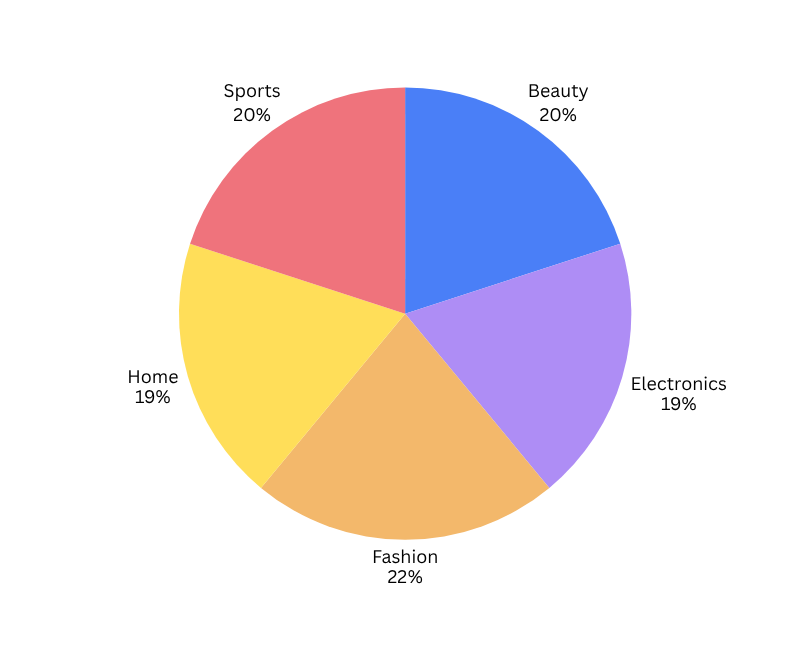 Sports
20%
Beauty
20%
Home
19%
Electronics
19%
Fashion
22%